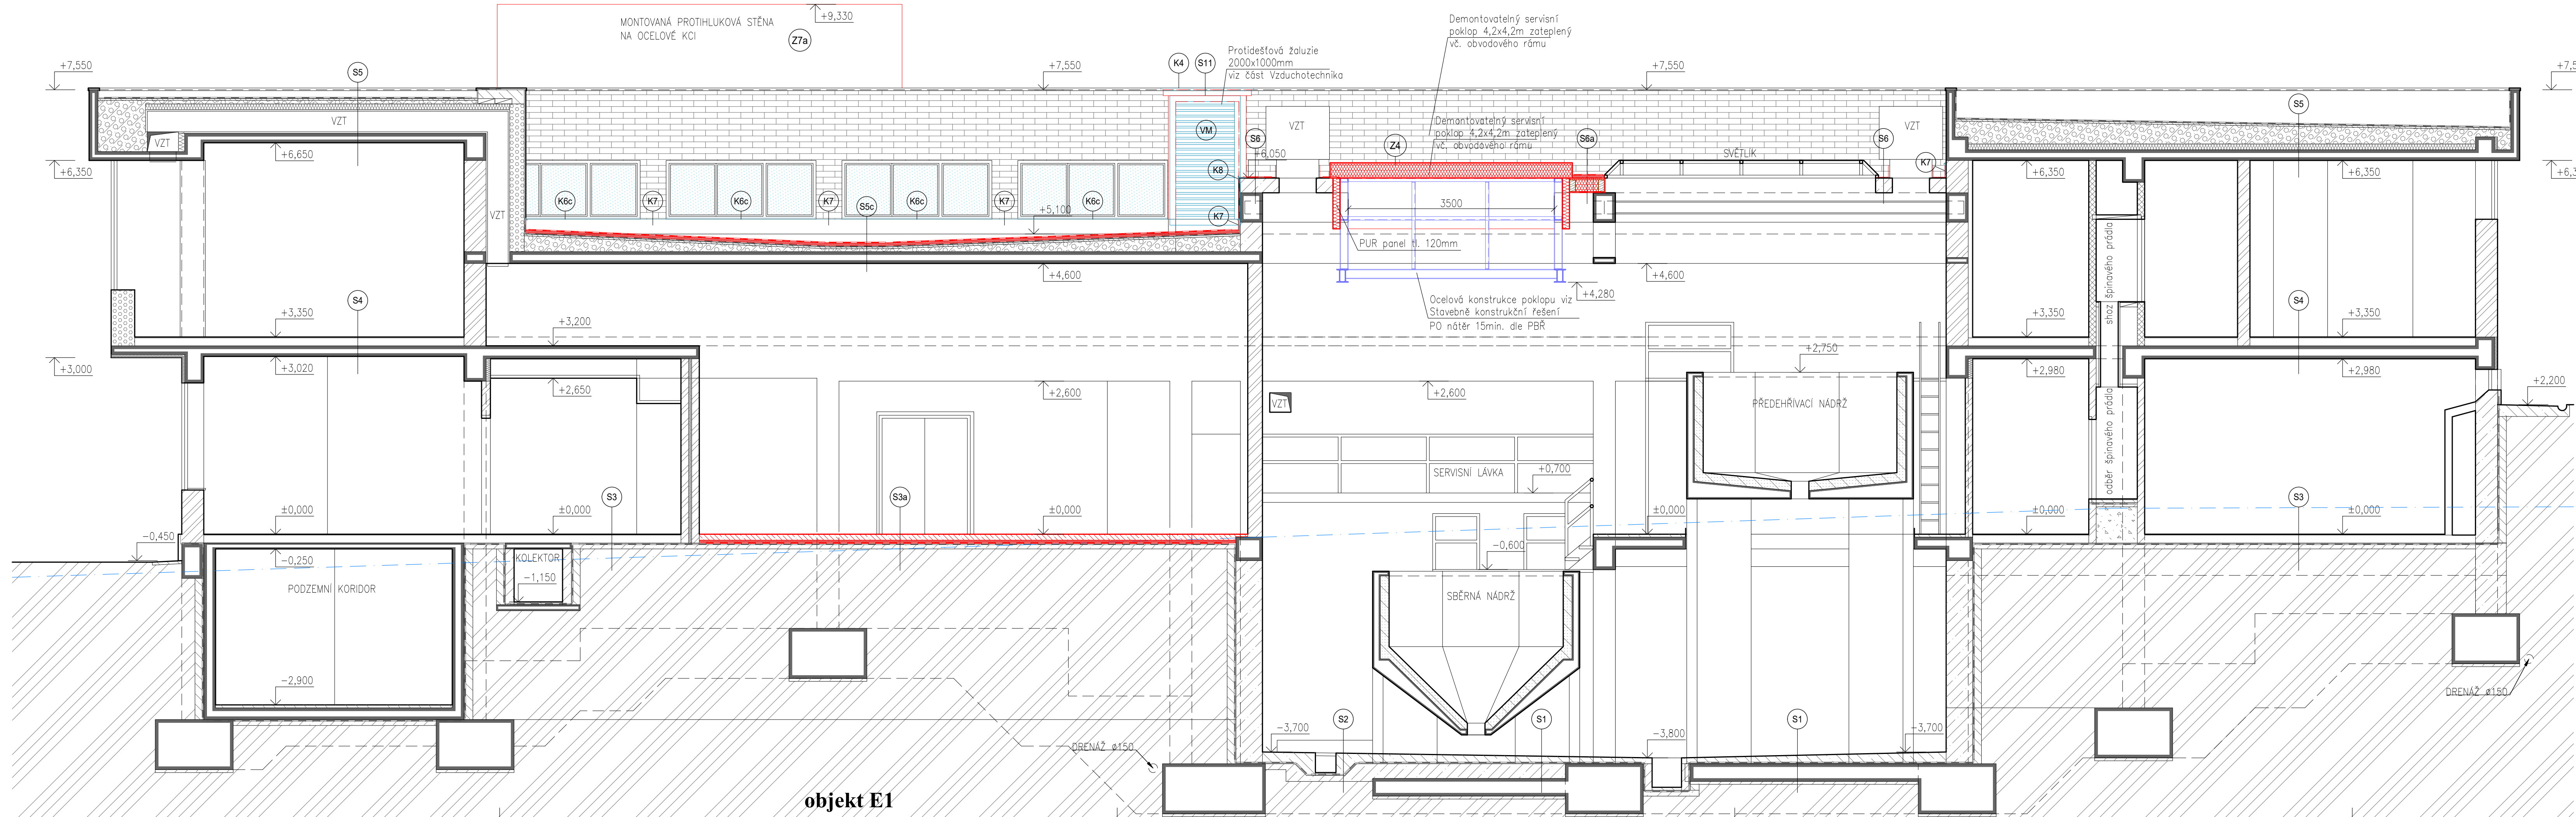 +9,330
MONTOVANÁ PROTIHLUKOVÁ STĚNA
NA OCELOVÉ KCI
Z7a
Demontovatelný servisní
poklop 4,2x4,2m zateplený
vč. obvodového rámu
Protidešťová žaluzie
2000x1000mm
viz část Vzduchotechnika
+7,550
S5
+7,550
K4
S11
+7,550
+7,5
VZT
VZT
VM
S6
VZT
Demontovatelný servisní
poklop 4,2x4,2m zateplený
vč. obvodového rámu
Z4
S6a
S6
VZT
S5
+6,650
+6,350
+6,050
SVĚTLÍK
K7
+6,350
+6,350
+6,3
K8
K6c
K7
K6c
K7
S5c
K6c
K7
K6c
K7
3500
VZT
+5,100
PUR panel tl. 120mm
shoz špinavého prádla
+4,600
+4,600
+4,280
S4
Ocelová konstrukce poklopu viz
Stavebně konstrukční řešení
PO nátěr 15min. dle PBŘ
S4
+3,350
+3,200
+3,350
+3,350
+3,000
+3,020
+2,750
+2,980
+2,980
+2,650
+2,600
+2,600
+2,200
VZT
PŘEDEHŘÍVACÍ NÁDRŽ
odběr špinavého prádla
SERVISNÍ LÁVKA
+0,700
S3
S3a
S3
±0,000
±0,000
±0,000
±0,000
±0,000
±0,000
-0,450
-0,250
KOLEKTOR
-1,150
-0,600
PODZEMNÍ KORIDOR
SBĚRNÁ NÁDRŽ
-2,900
DRENÁŽ ø150
S2
S1
S1
-3,700
-3,800
-3,700
DRENÁŽ ø150
objekt E1